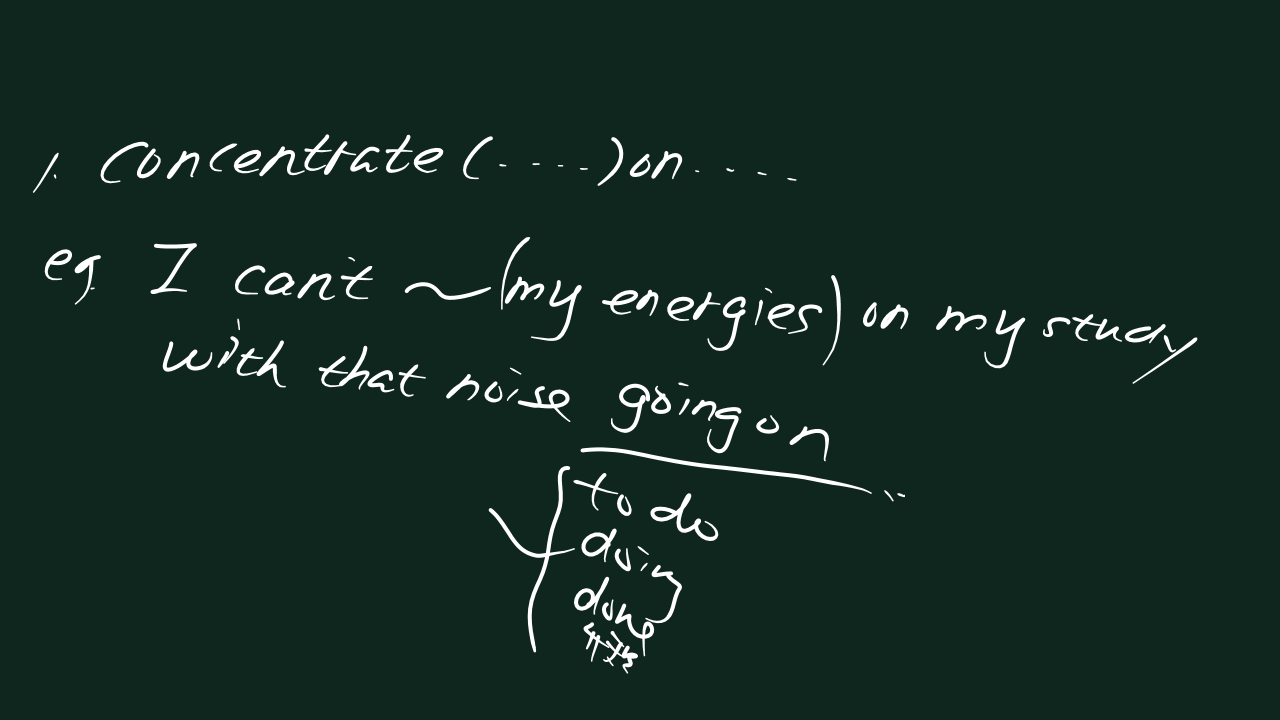 1. Concentrate (....) on ....
eg. I can't ~ (my energies) on my study
with that noise going on
to do
doing
done